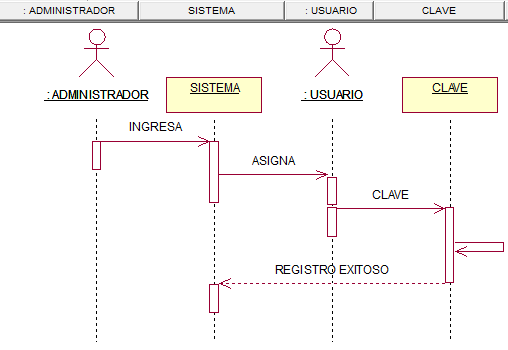 : ADMINISTRADOR SISTEMA : USUARIO CLAVE
: ADMINISTRADOR SISTEMA : USUARIO CLAVE
INGRESA
ASIGNA
CLAVE
REGISTRO EXITOSO